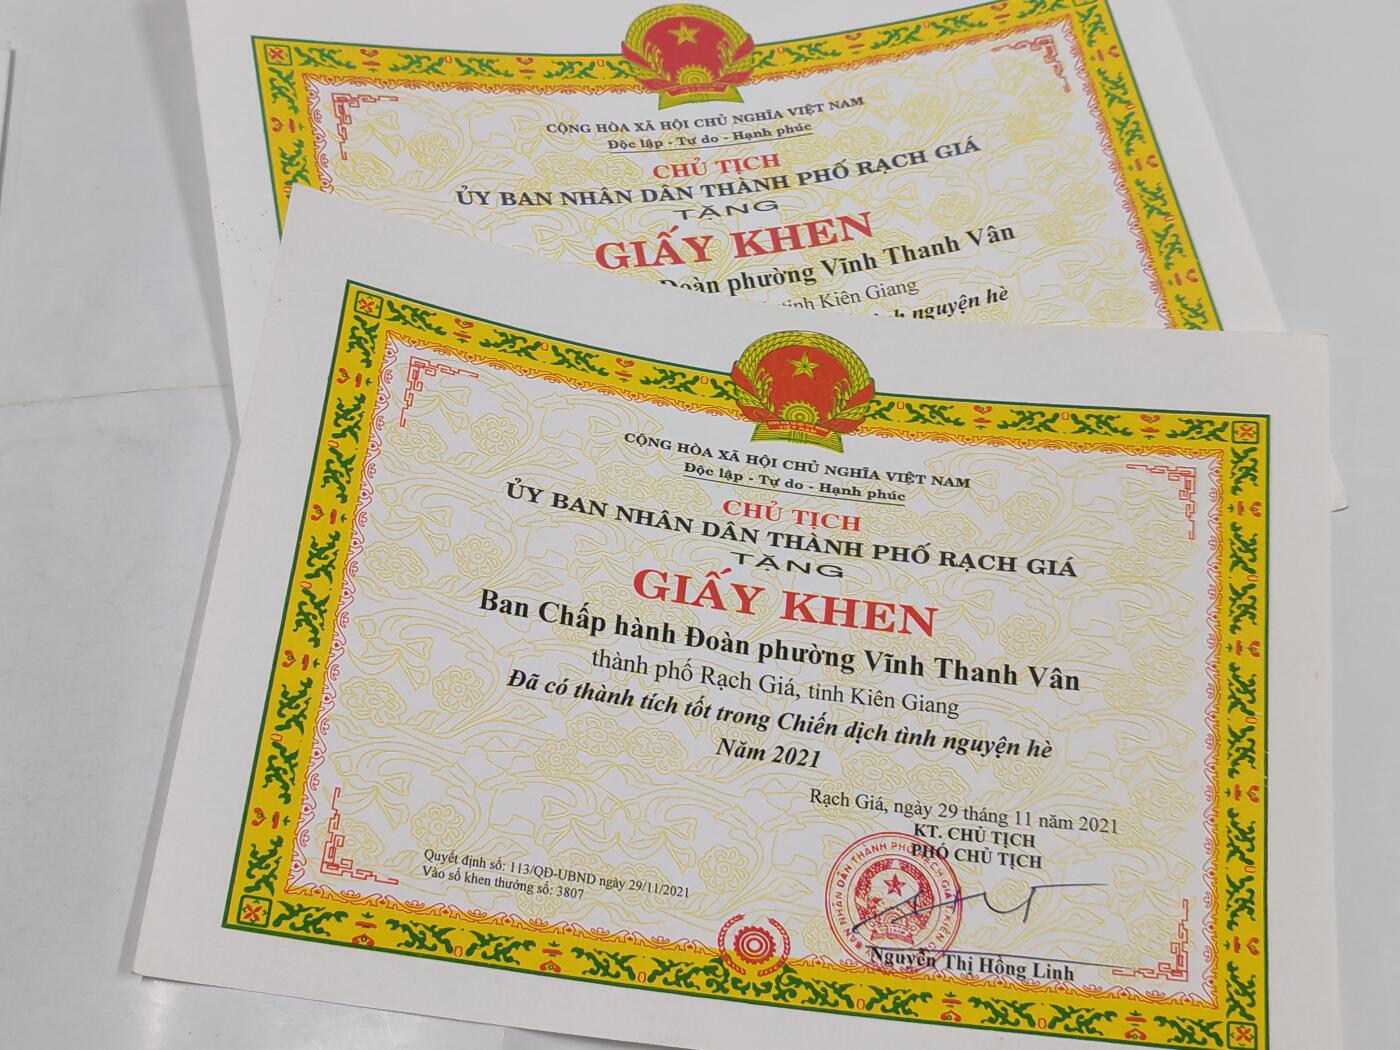 CỘNG HÒA XÃ HỘI CHỦ NGHĨA VIỆT NAM
Độc lập - Tự do - Hạnh phúc
CHỦ TỊCH
ỦY BAN NHÂN DÂN THÀNH PHỐ RẠCH GIÁ
TẶNG
GIẤY KHEN
Đoàn phường Vĩnh Thanh Vân
tỉnh Kiên Giang
nguyện hè
CỘNG HÒA XÃ HỘI CHỦ NGHĨA VIỆT NAM
Độc lập - Tự do - Hạnh phúc
CHỦ TỊCH
ỦY BAN NHÂN DÂN THÀNH PHỐ RẠCH GIÁ
TẶNG
GIẤY KHEN
Ban Chấp hành Đoàn phường Vĩnh Thanh Vân
thành phố Rạch Giá, tỉnh Kiên Giang
Đã có thành tích tốt trong Chiến dịch tình nguyện hè
Năm 2021
Rạch Giá, ngày 29 tháng 11 năm 2021
KT. CHỦ TỊCH
PHÓ CHỦ TỊCH
Quyết định số: 113/QĐ-UBND ngày 29/11/2021
Vào sổ khen thưởng số: 3807
Nguyễn Thị Hồng Linh